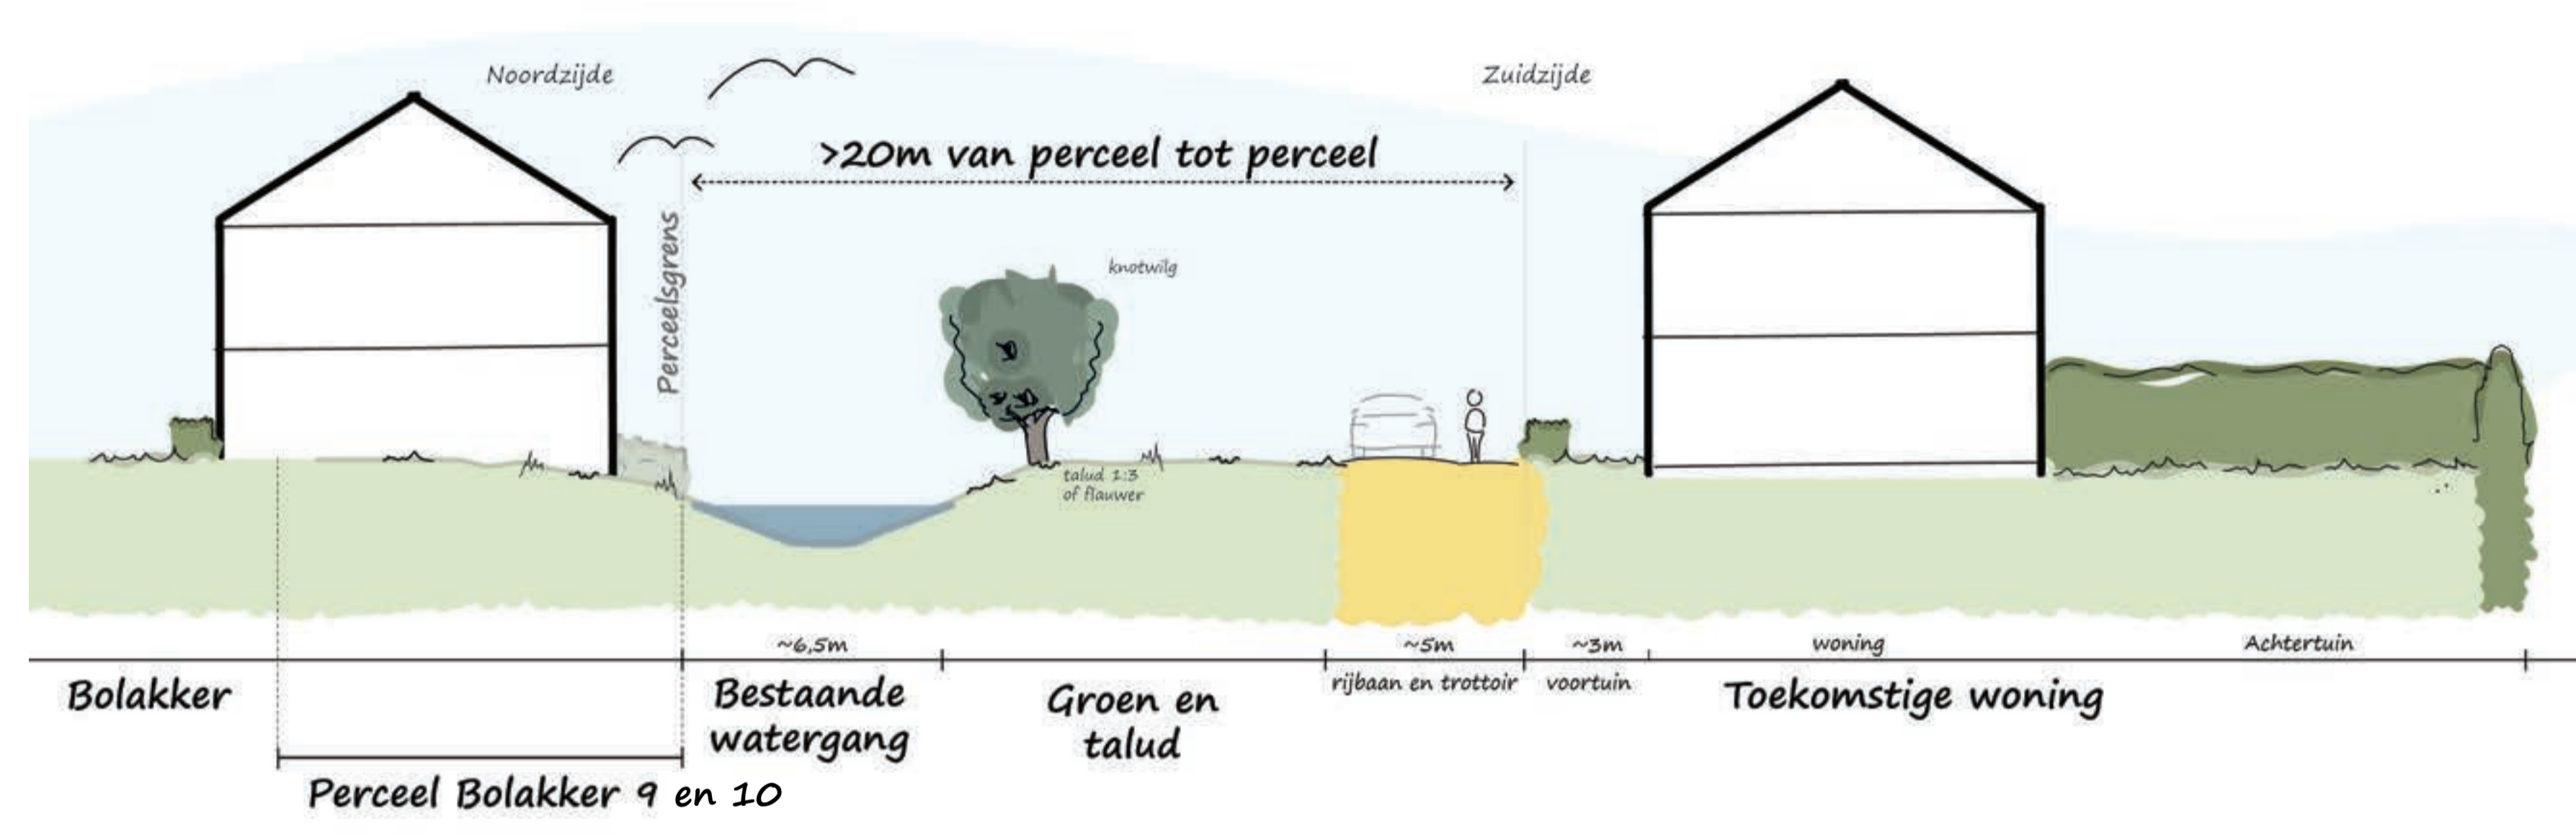 Noordzijde
Zuidzijde
>20m van perceel tot perceel
Perceelsgrens
knotwilg
talud 1:3
of flauwer
~6,5m
~5m
~3m
woning
Achtertuin
Bolakker
Bestaande
watergang
Groen en
talud
rijbaan en trottoir
voortuin
Toekomstige woning
Perceel Bolakker 9 en 10